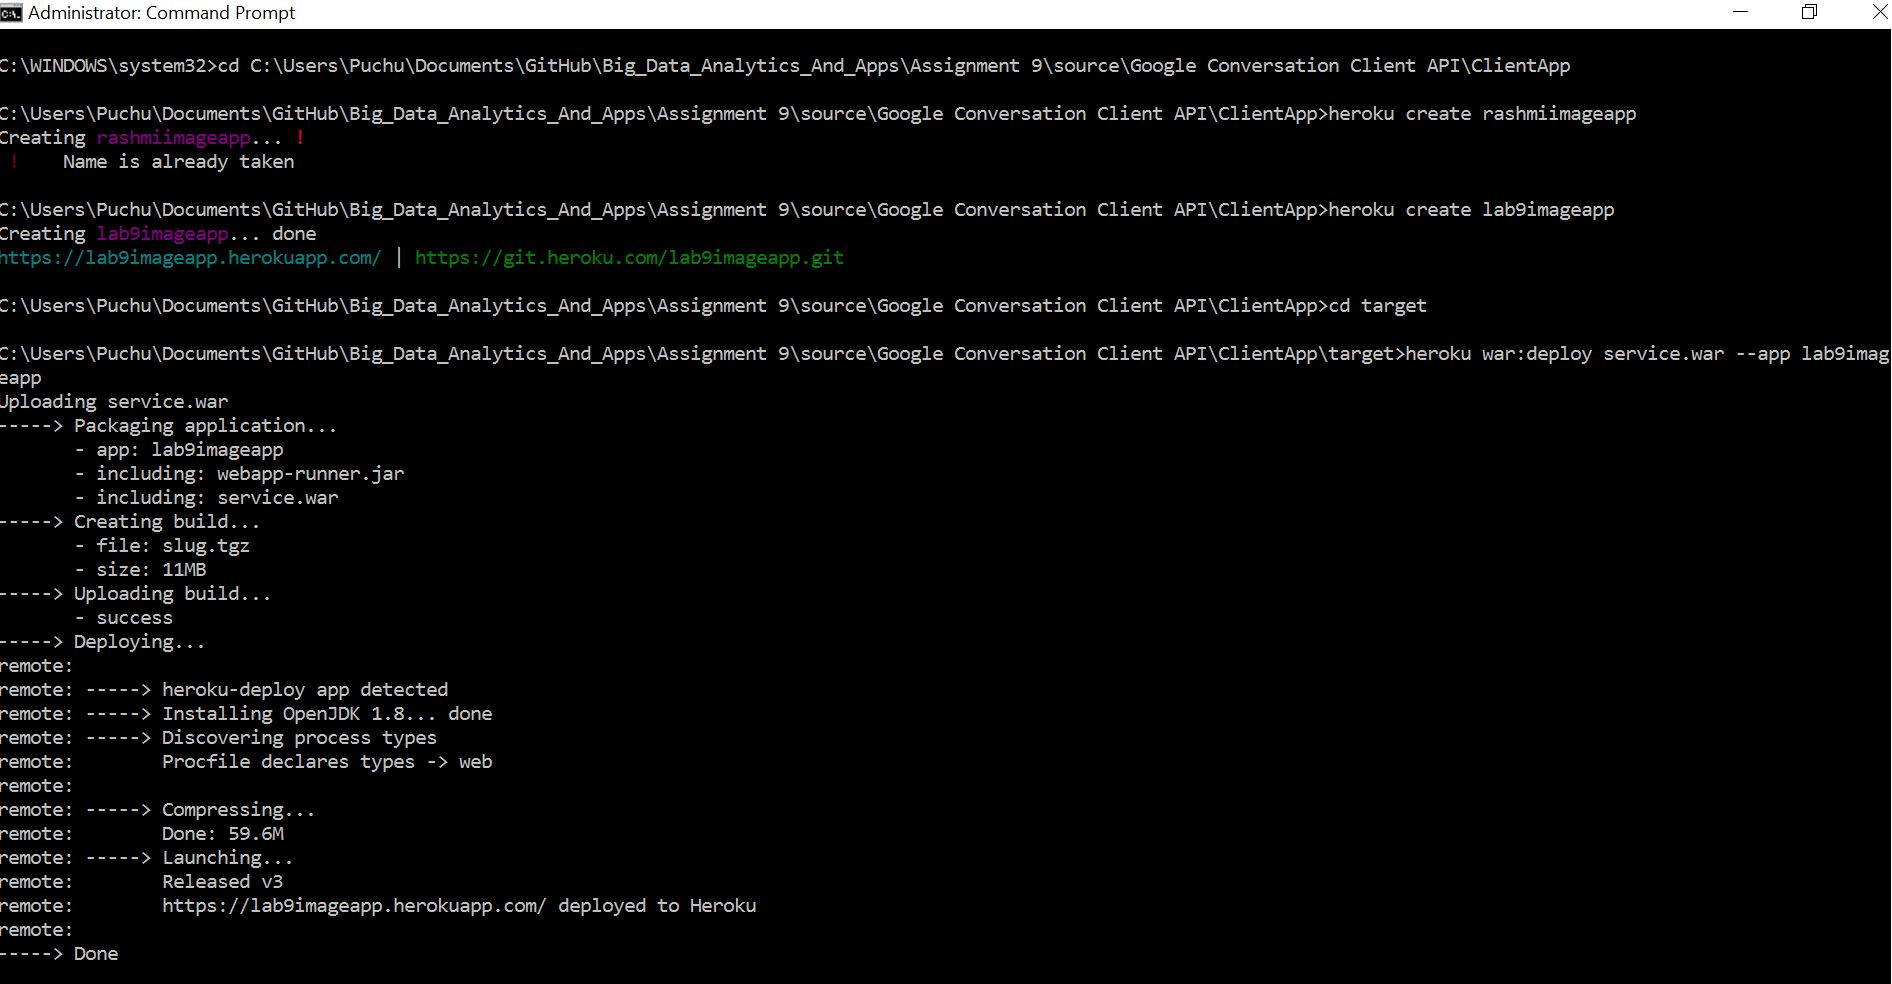 Administrator: Command Prompt
C:\WINDOWS\system32>cd C:\Users\Puchu\Documents\GitHub\Big_Data_Analytics_And_Apps\Assignment 9\source\Google Conversation Client API\ClientApp
C:\Users\Puchu\Documents\GitHub\Big_Data_Analytics_And_Apps\Assignment 9\source\Google Conversation Client API\ClientApp>heroku create rashmiimageapp
Creating rashmiimageapp... !
!    Name is already taken
C:\Users\Puchu\Documents\GitHub\Big_Data_Analytics_And_Apps\Assignment 9\source\Google Conversation Client API\ClientApp>heroku create lab9imageapp
Creating lab9imageapp... done
https://lab9imageapp.herokuapp.com/ | https://git.heroku.com/lab9imageapp.git
C:\Users\Puchu\Documents\GitHub\Big_Data_Analytics_And_Apps\Assignment 9\source\Google Conversation Client API\ClientApp>cd target
C:\Users\Puchu\Documents\GitHub\Big_Data_Analytics_And_Apps\Assignment 9\source\Google Conversation Client API\ClientApp\target>heroku war:deploy service.war --app lab9imag
eapp
Uploading service.war
-----> Packaging application...
- app: lab9imageapp
- including: webapp-runner.jar
- including: service.war
-----> Creating build...
- file: slug.tgz
- size: 11MB
-----> Uploading build...
- success
-----> Deploying...
remote:
remote: -----> heroku-deploy app detected
remote: -----> Installing OpenJDK 1.8... done
remote: -----> Discovering process types
remote:        Procfile declares types -> web
remote:
remote: -----> Compressing...
remote:        Done: 59.6M
remote: -----> Launching...
remote:        Released v3
remote:        https://lab9imageapp.herokuapp.com/ deployed to Heroku
remote:
-----> Done